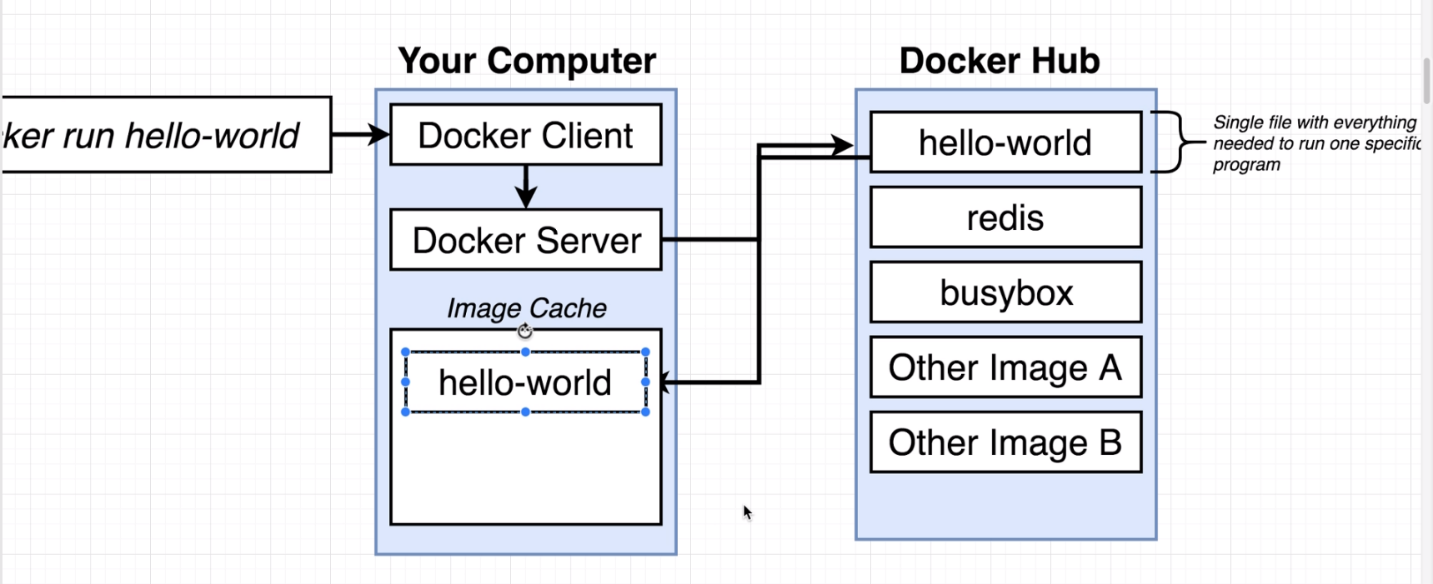 Your Computer
Docker Hub
ker run hello-world
Docker Client
Docker Server
Image Cache
hello-world
hello-world
redis
busybox
Other Image A
Other Image B
Single file with everything
needed to run one specific
program